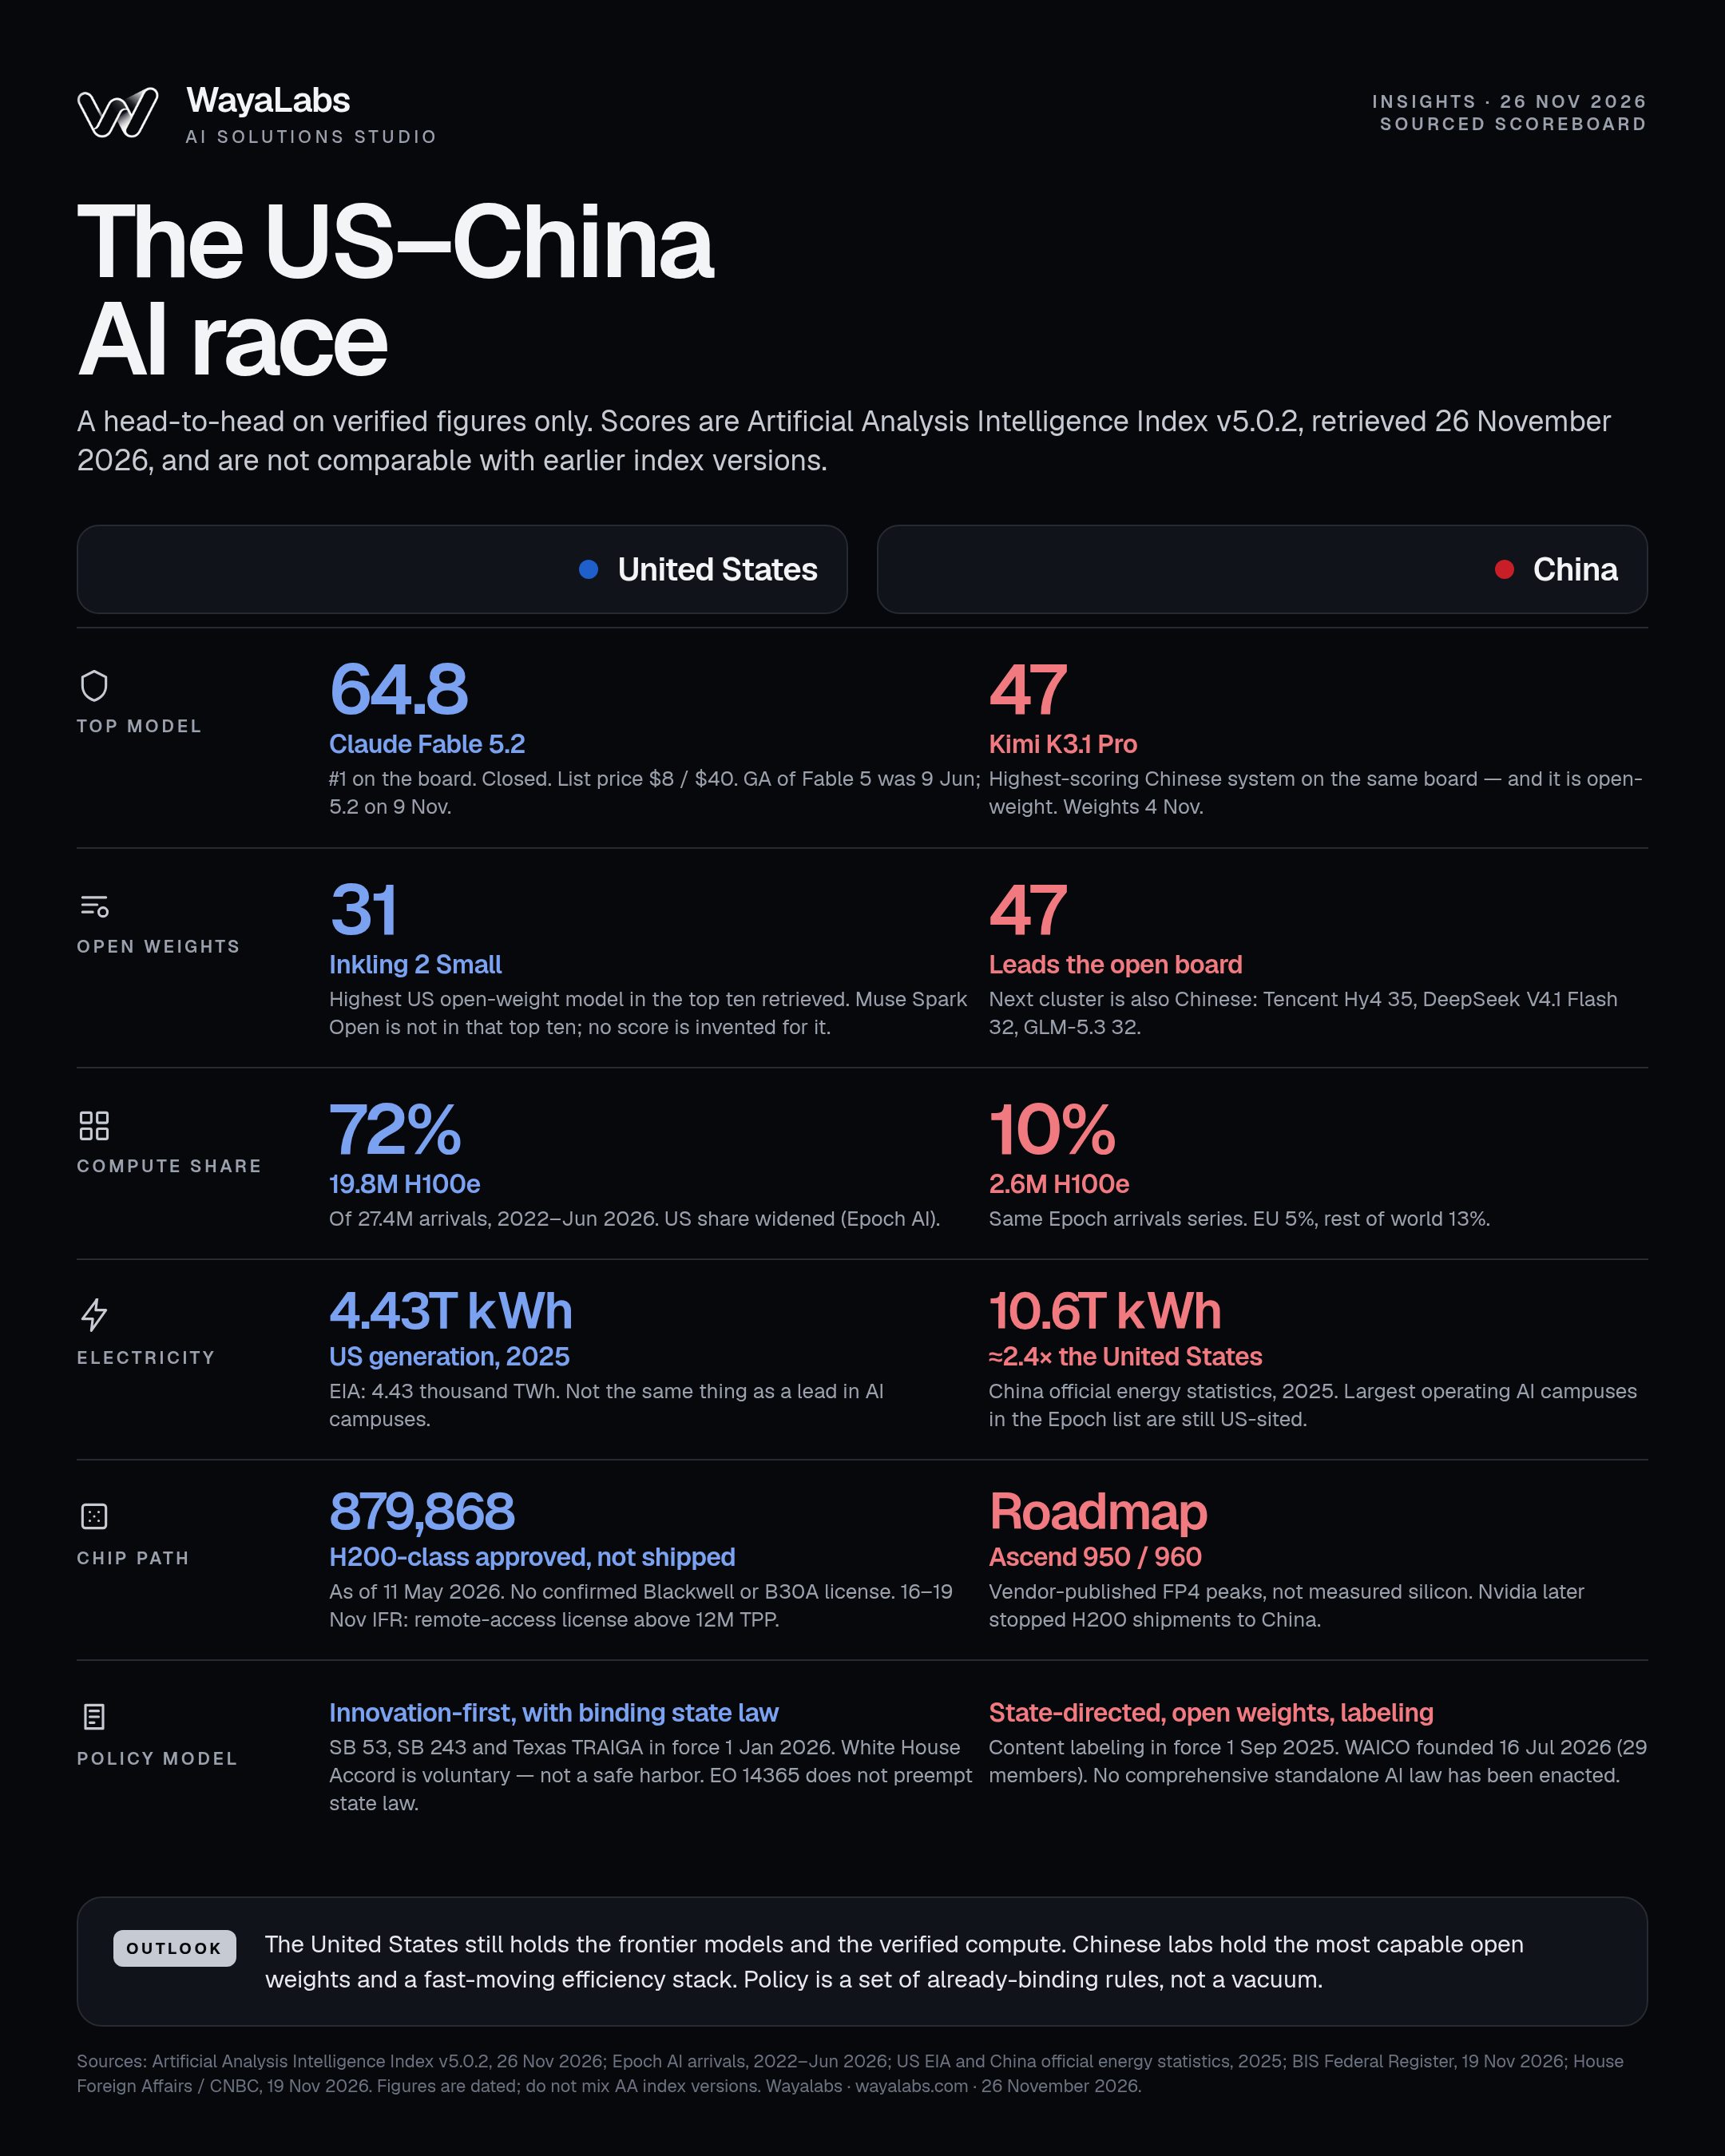 WayaLabs
AI SOLUTIONS STUDIO
INSIGHTS · 26 NOV 2026
SOURCED SCOREBOARD
The US–China
AI race
A head-to-head on verified figures only. Scores are Artificial Analysis Intelligence Index v5.0.2, retrieved 26 November
2026, and are not comparable with earlier index versions.
United States
China
TOP MODEL
64.8
Claude Fable 5.2
#1 on the board. Closed. List price $8 / $40. GA of Fable 5 was 9 Jun;
5.2 on 9 Nov.
47
Kimi K3.1 Pro
Highest-scoring Chinese system on the same board — and it is open-
weight. Weights 4 Nov.
OPEN WEIGHTS
31
Inkling 2 Small
Highest US open-weight model in the top ten retrieved. Muse Spark
Open is not in that top ten; no score is invented for it.
47
Leads the open board
Next cluster is also Chinese: Tencent Hy4 35, DeepSeek V4.1 Flash
32, GLM-5.3 32.
COMPUTE SHARE
72%
19.8M H100e
Of 27.4M arrivals, 2022–Jun 2026. US share widened (Epoch AI).
10%
2.6M H100e
Same Epoch arrivals series. EU 5%, rest of world 13%.
ELECTRICITY
4.43T kWh
US generation, 2025
EIA: 4.43 thousand TWh. Not the same thing as a lead in AI
campuses.
10.6T kWh
≈2.4× the United States
China official energy statistics, 2025. Largest operating AI campuses
in the Epoch list are still US-sited.
CHIP PATH
879,868
H200-class approved, not shipped
As of 11 May 2026. No confirmed Blackwell or B30A license. 16–19
Nov IFR: remote-access license above 12M TPP.
Roadmap
Ascend 950 / 960
Vendor-published FP4 peaks, not measured silicon. Nvidia later
stopped H200 shipments to China.
POLICY MODEL
Innovation-first, with binding state law
SB 53, SB 243 and Texas TRAIGA in force 1 Jan 2026. White House
Accord is voluntary — not a safe harbor. EO 14365 does not preempt
state law.
State-directed, open weights, labeling
Content labeling in force 1 Sep 2025. WAICO founded 16 Jul 2026 (29
members). No comprehensive standalone AI law has been enacted.
OUTLOOK
The United States still holds the frontier models and the verified compute. Chinese labs hold the most capable open
weights and a fast-moving efficiency stack. Policy is a set of already-binding rules, not a vacuum.
Sources: Artificial Analysis Intelligence Index v5.0.2, 26 Nov 2026; Epoch AI arrivals, 2022–Jun 2026; US EIA and China official energy statistics, 2025; BIS Federal Register, 19 Nov 2026; House
Foreign Affairs / CNBC, 19 Nov 2026. Figures are dated; do not mix AA index versions. Wayalabs · wayalabs.com · 26 November 2026.